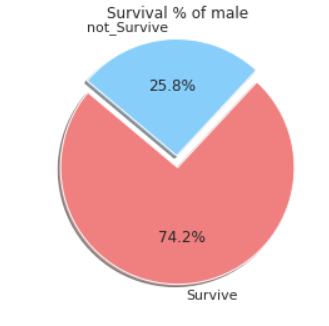 Survival % of male
not_Survive
25.8%
74.2%
Survive